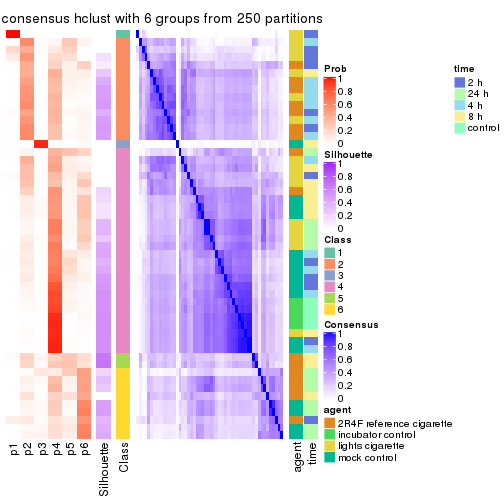 consensus hclust with 6 groups from 250 partitions
Prob
1
0.8
0.6
0.4
0.2
0
time
2 h
24 h
4 h
8 h
control
Silhouette
1
0.8
0.6
0.4
0.2
0
Class
1
2
3
4
5
6
Consensus
1
0.8
0.6
0.4
0.2
0
agent
2R4F reference cigarette
incubator control
lights cigarette
mock control
p1
p2
p3
p4
p5
p6
Silhouette
Class
agent
time